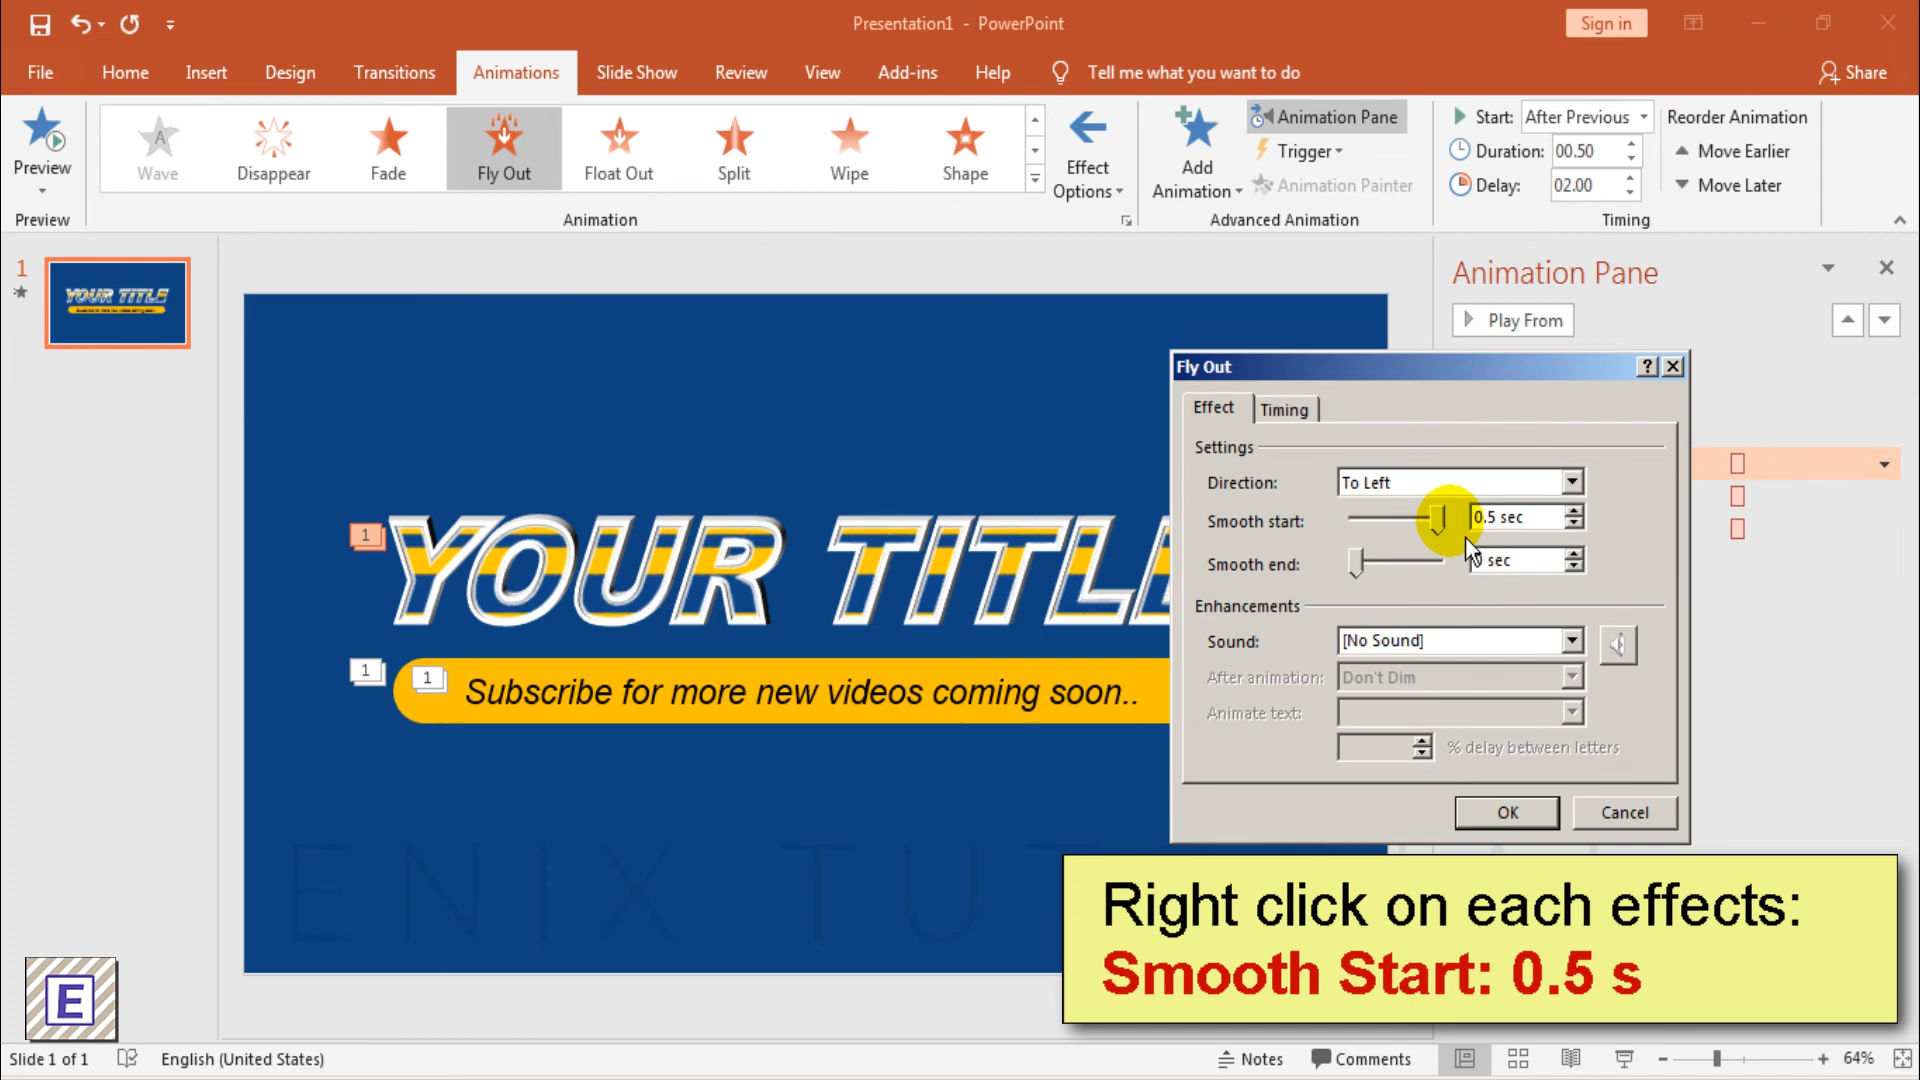 Presentation1 - PowerPoint
Sign in
File Home Insert Design Transitions Animations Slide Show Review View Add-ins Help Tell me what you want to do Share
Preview
Wave Disappear Fade Fly Out Float Out Split Wipe Shape
Effect Options
Add Animation
Animation Pane
Trigger
Animation Painter
Start: After Previous
Duration: 00.50
Delay: 02.00
Reorder Animation
Move Earlier
Move Later
Preview Animation Advanced Animation Timing
1
YOUR TITLE
Animation Pane
Play From
Fly Out
Effect Timing
Settings
Direction: To Left
Smooth start: 0.5 sec
Smooth end: sec
Enhancements
Sound: [No Sound]
After animation: Don't Dim
Animate text:
% delay between letters
OK Cancel
1
YOUR TITLE
1
1
Subscribe for more new videos coming soon..
ENIX TUT
Right click on each effects:
Smooth Start: 0.5 s
E
Slide 1 of 1 English (United States) Notes Comments 64%